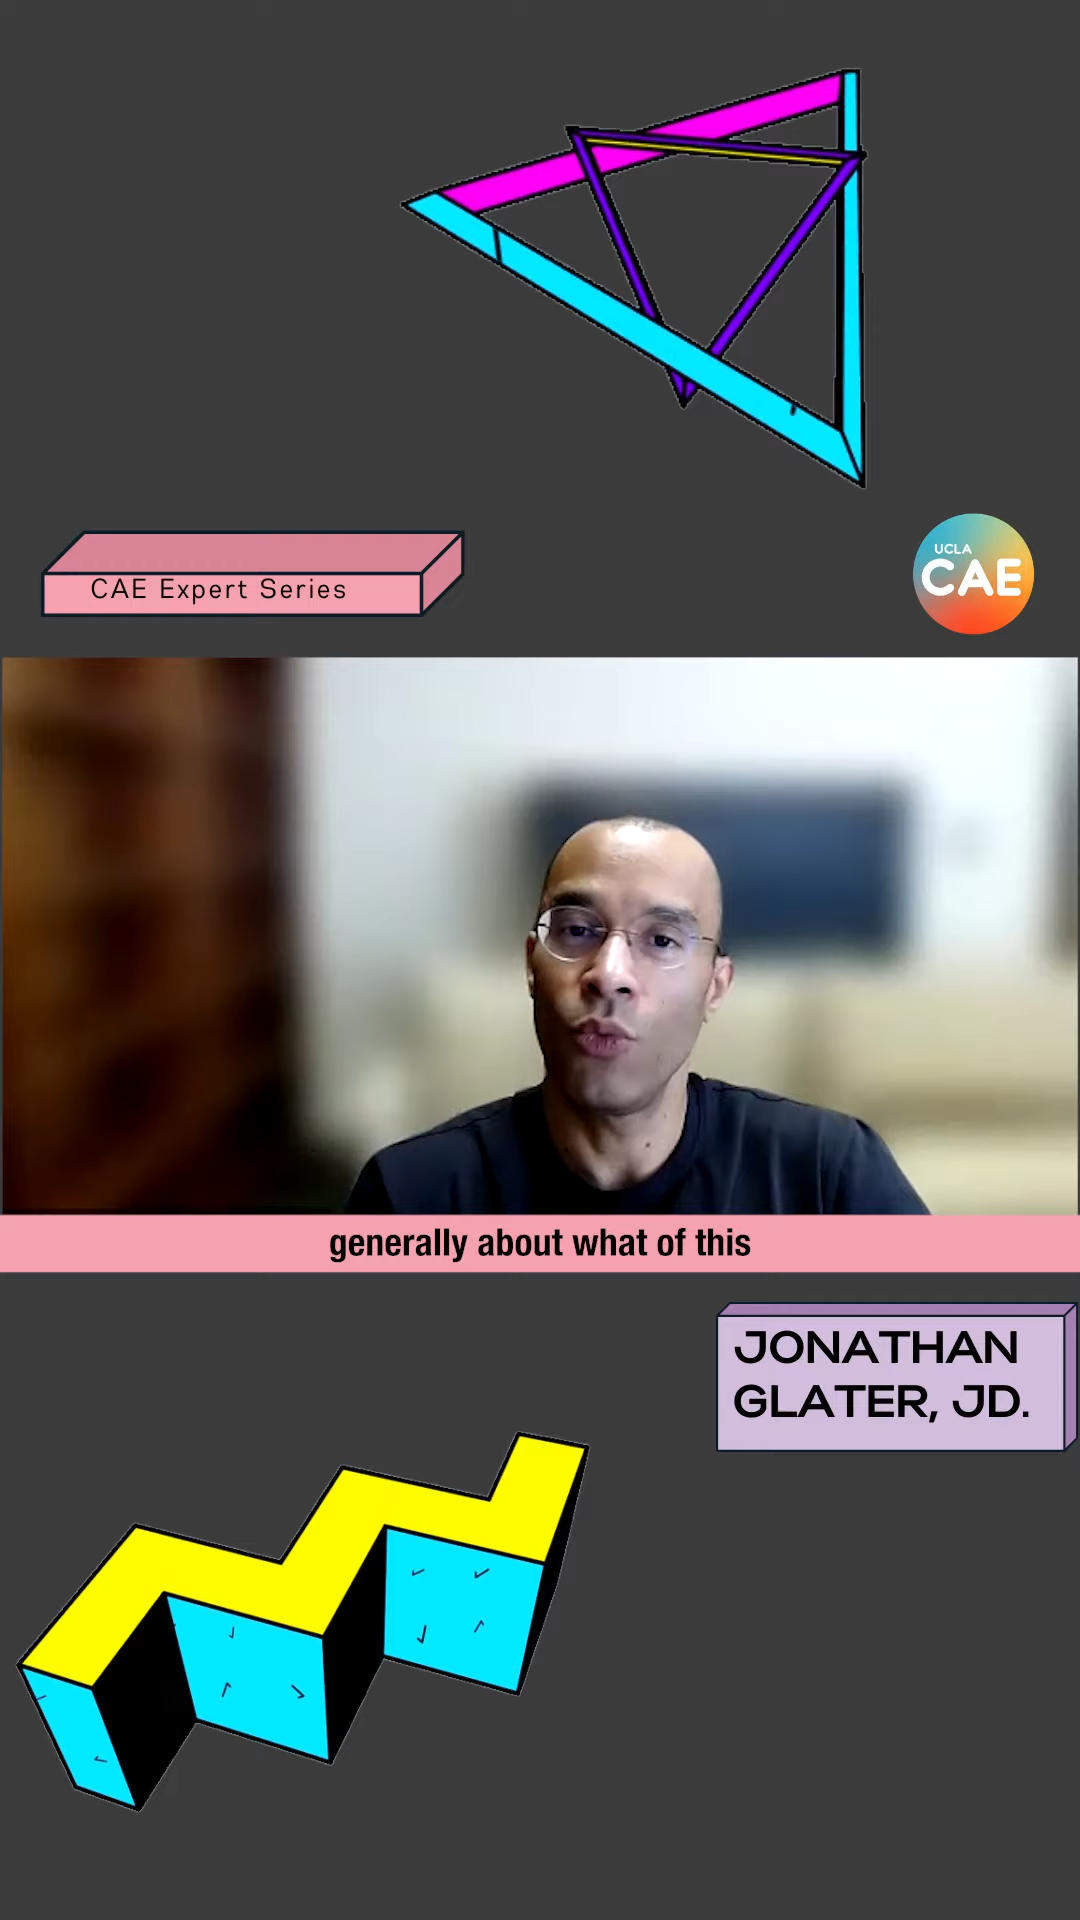 CAE Expert Series
UCLA
CAE
generally about what of this
JONATHAN
GLATER, JD.